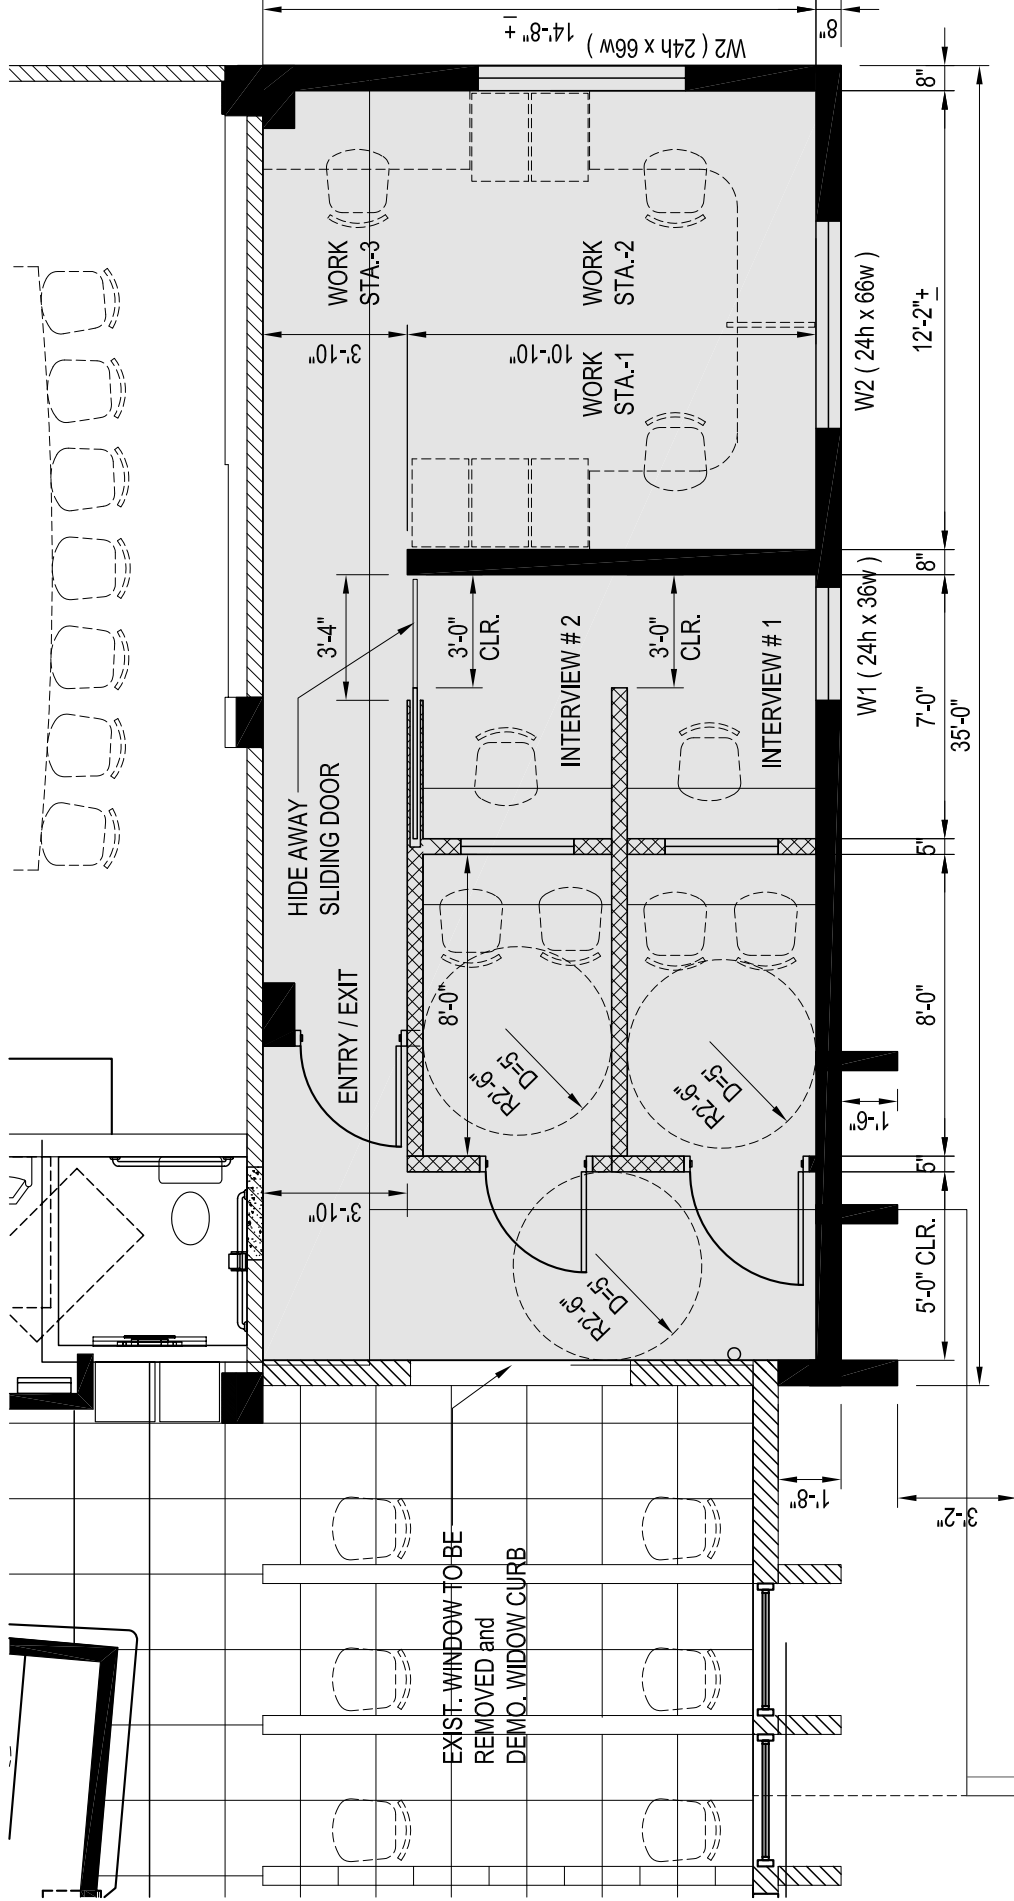 14'-8" ±
8"
W2 ( 24h x 66w )
8"
WORK
STA.-3
WORK
STA.-2
3'-10"
10'-10"
WORK
STA.-1
W2 ( 24h x 66w )
12'-2"±
3'-4"
3'-0"
CLR.
3'-0"
CLR.
8"
HIDE AWAY
SLIDING DOOR
INTERVIEW # 2
INTERVIEW # 1
W1 ( 24h x 36w )
7'-0"
35'-0"
5"
ENTRY / EXIT
8'-0"
8'-0"
R2'-6"
D=5'
R2'-6"
D=5'
1'-6"
5"
3'-10"
R2'-6"
D=5'
5'-0" CLR.
EXIST. WINDOW TO BE
REMOVED and
DEMO. WIDOW CURB
1'-8"
3'-2"